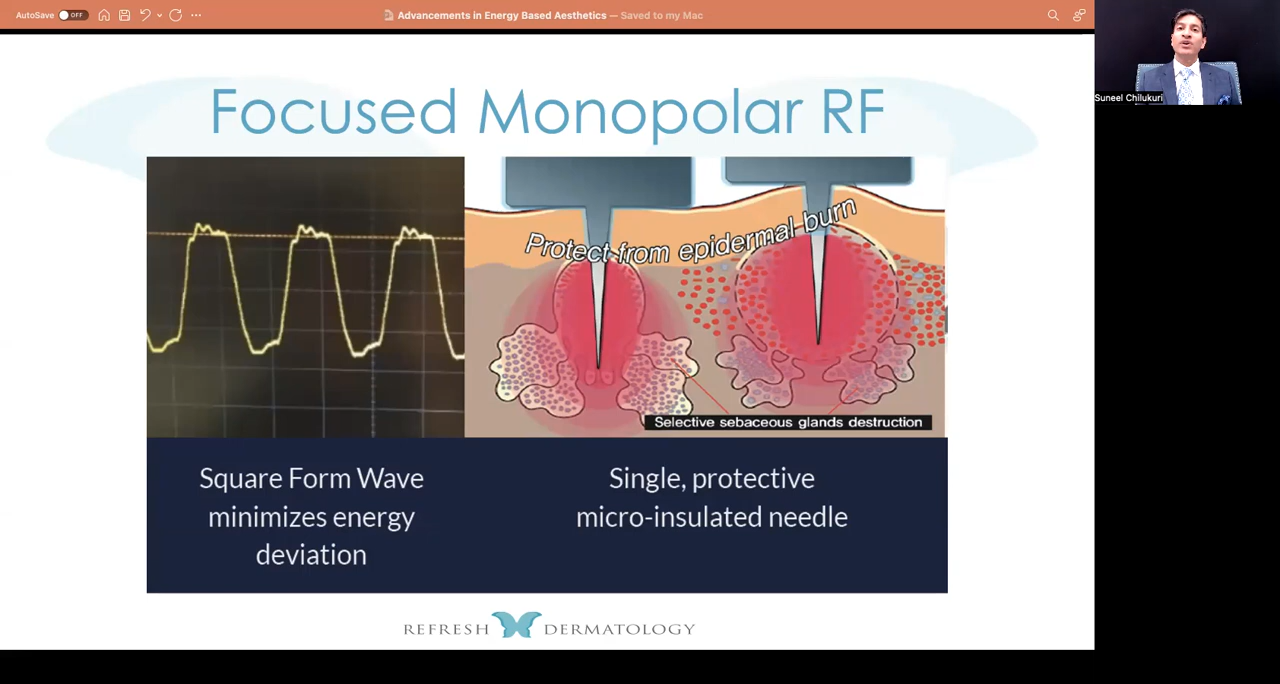 AutoSave OFF
Advancements in Energy Based Aesthetics — Saved to my Mac
Suneel Chilukuri
Focused Monopolar RF
Protect from epidermal burn
Selective sebaceous glands destruction
Square Form Wave
minimizes energy
deviation
Single, protective
micro-insulated needle
REFRESH DERMATOLOGY